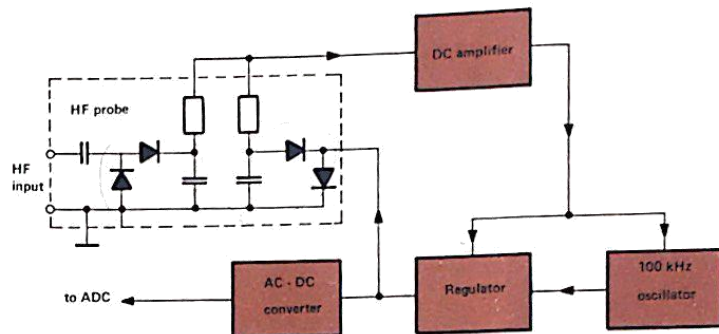 DC amplifier
HF probe
HF
input
100 kHz
oscillator
Regulator
AC - DC
converter
to ADC